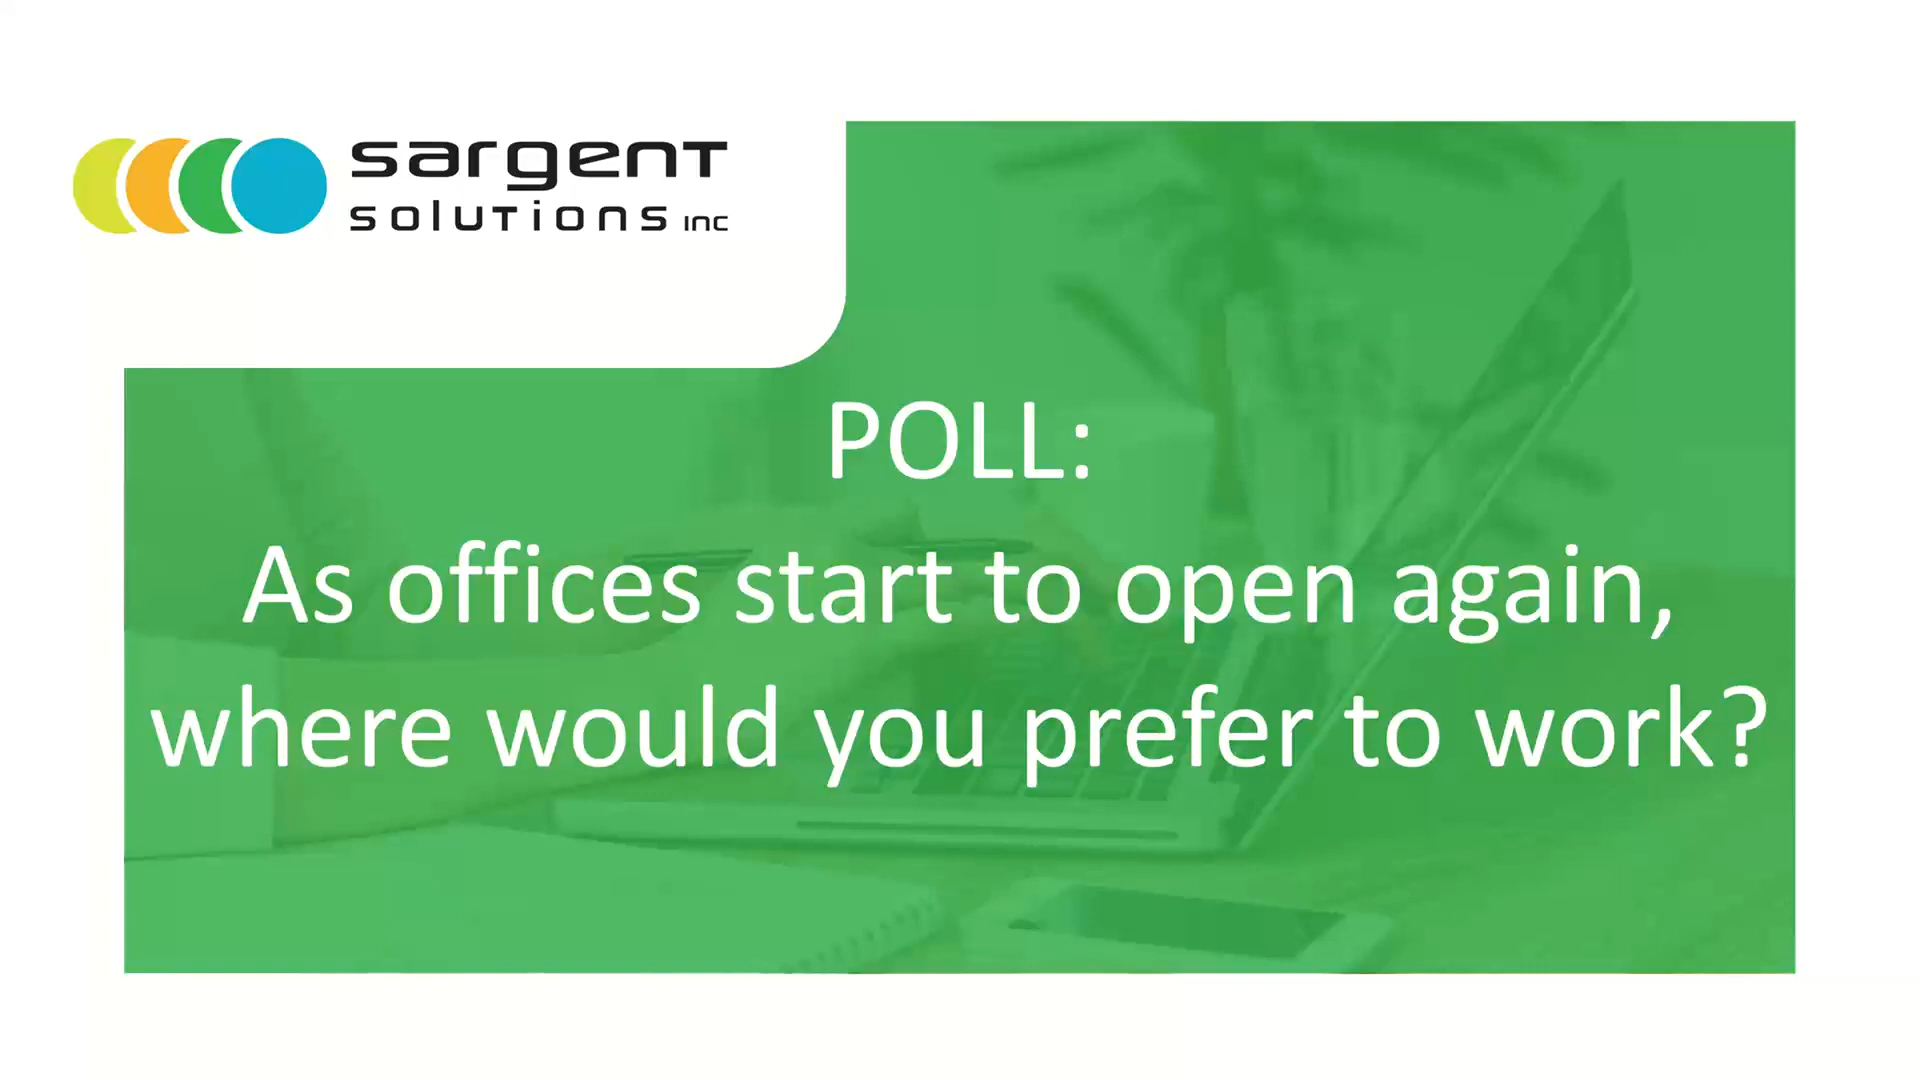 sargent
solutions inc
POLL:
As offices start to open again,
where would you prefer to work?